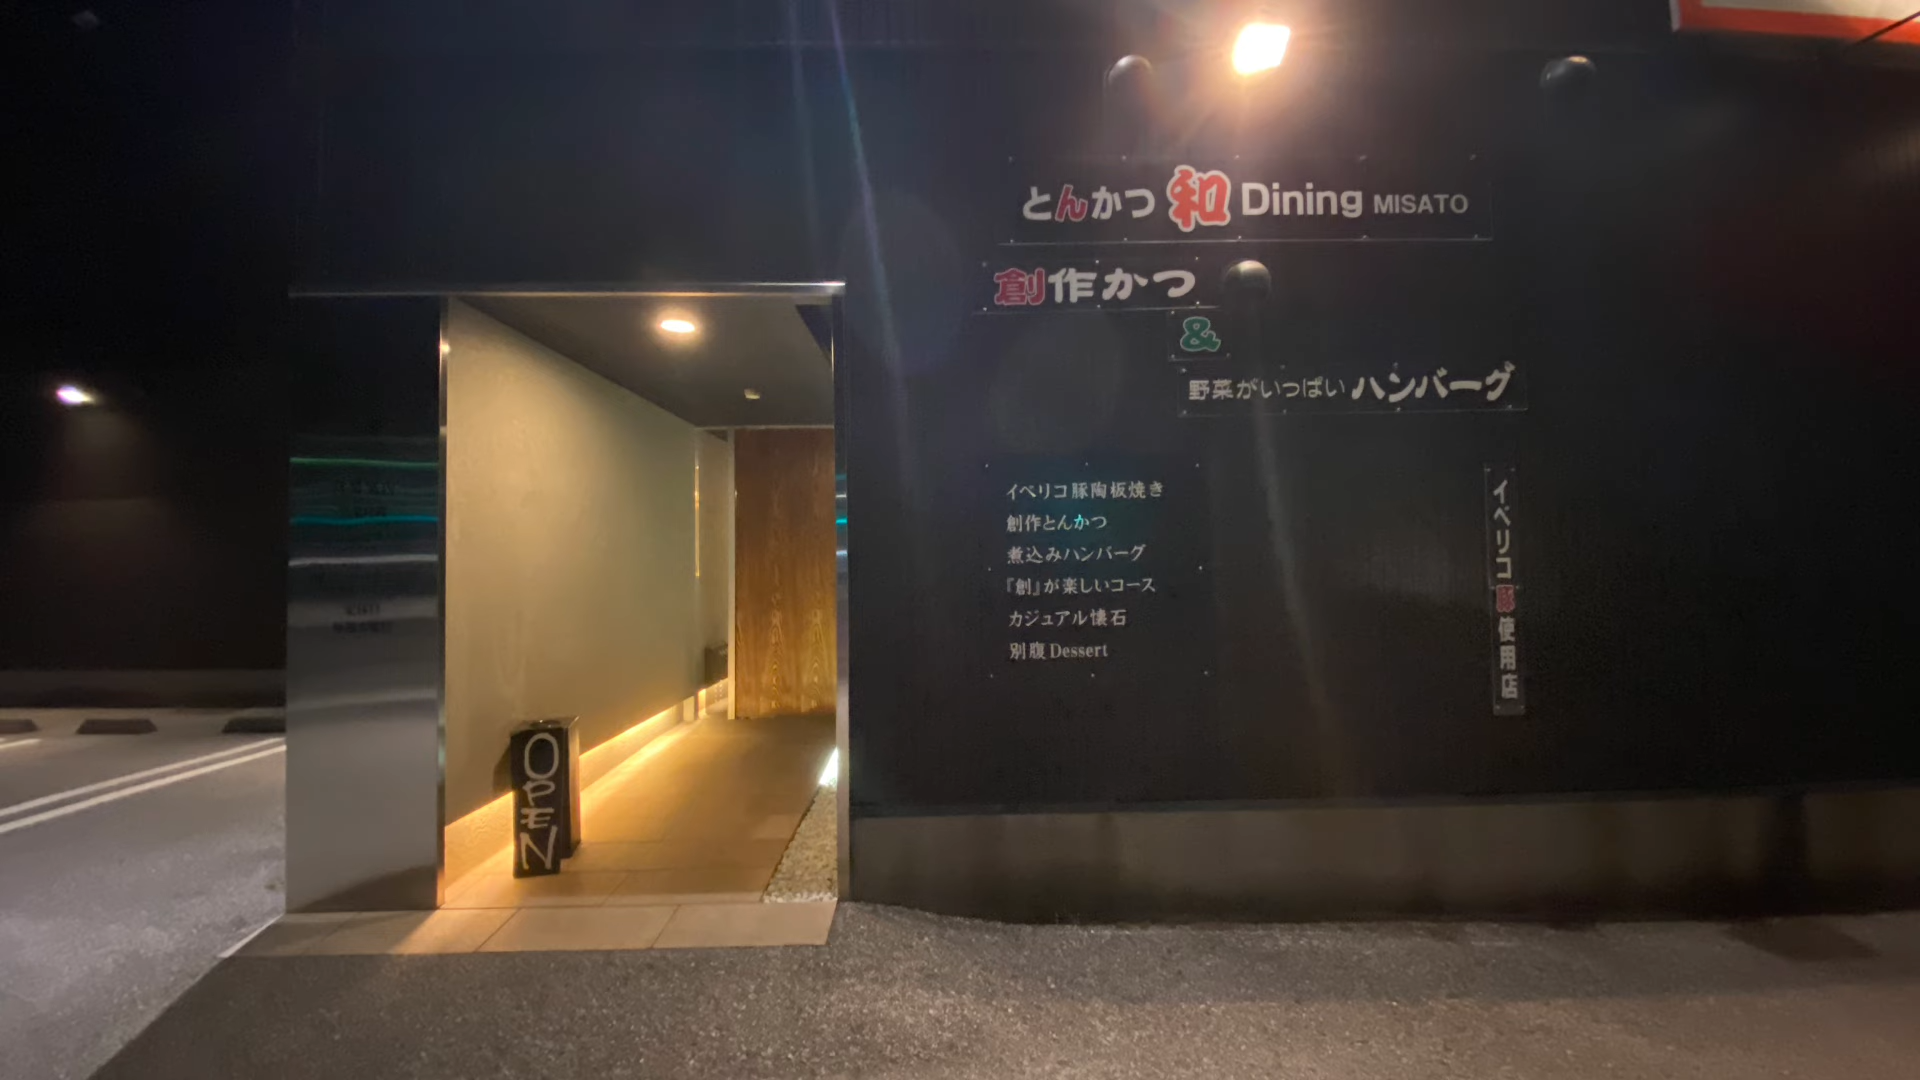 とんかつ 和 Dining MISATO
創作かつ
&
野菜がいっぱい ハンバーグ
イベリコ豚陶板焼き
創作とんかつ
煮込みハンバーグ
『創』が楽しいコース
カジュアル懐石
別腹 Dessert
イベリコ豚使用店
OPEN